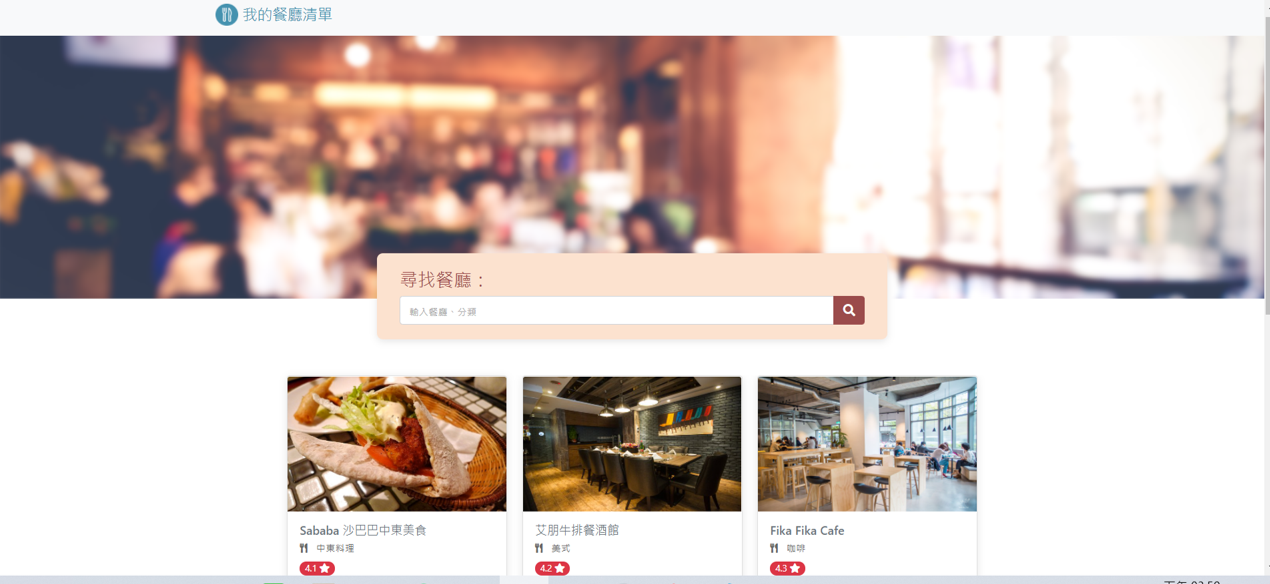 我的餐廳清單
尋找餐廳：
輸入餐廳、分類
Sababa 沙巴巴中東美食
中東料理
4.1
艾朋牛排餐酒館
美式
4.2
Fika Fika Cafe
咖啡
4.3